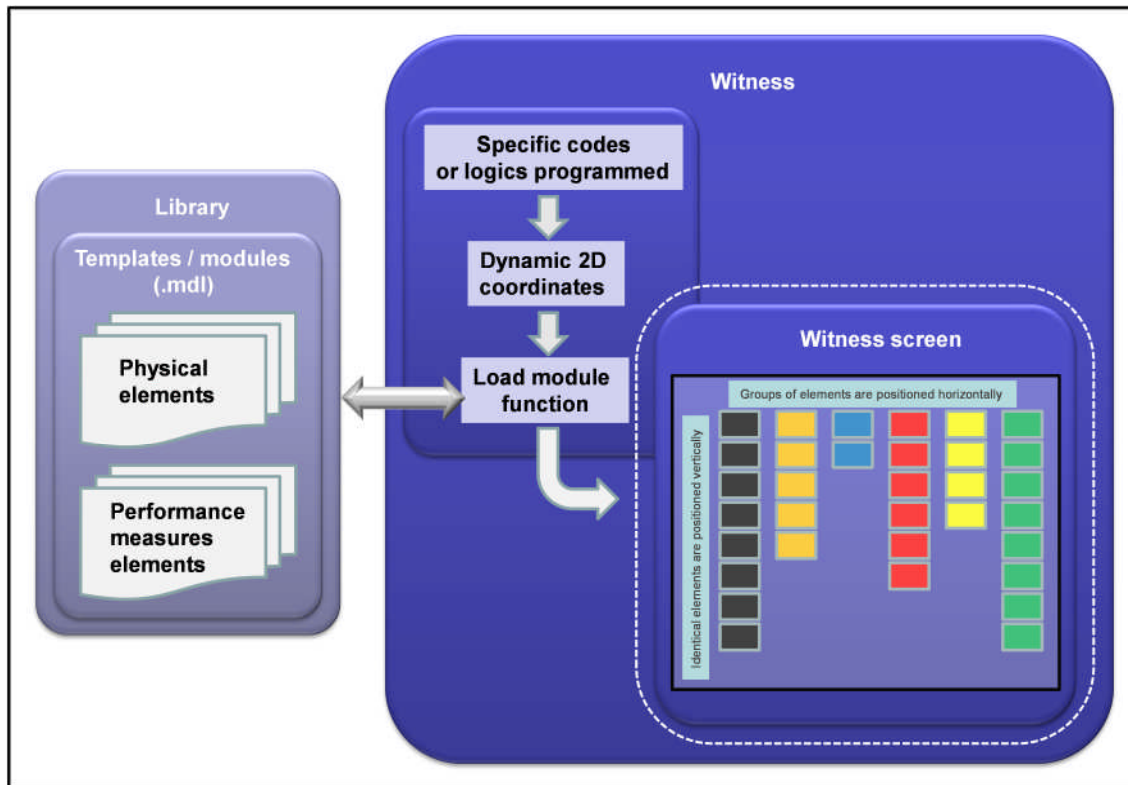 Witness
Specific codes
or logics programmed
Library
Templates / modules
(.mdl)
Dynamic 2D
coordinates
Witness screen
Physical
elements
Load module
function
Groups of elements are positioned horizontally
Identical elements are positioned vertically
Performance
measures
elements